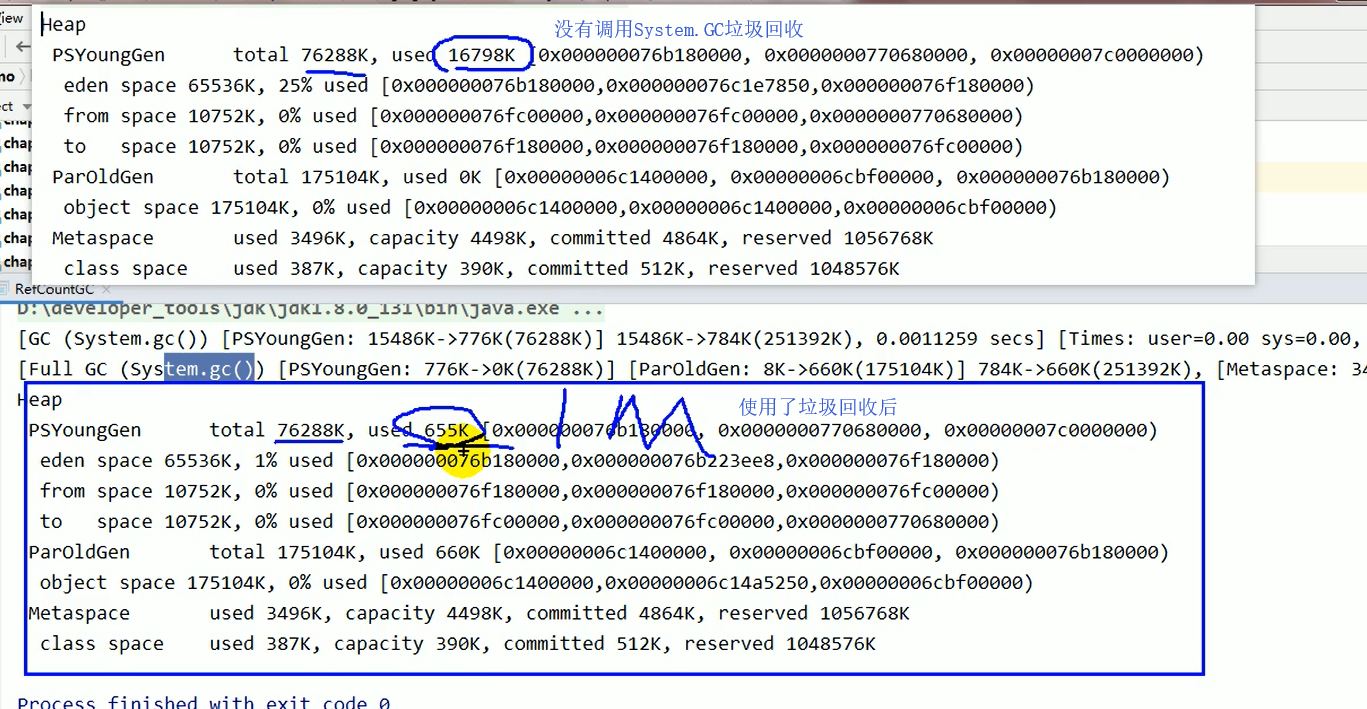 iew
Heap
没有调用System.GC垃圾回收
PSYoungGen total 76288K, used 16798K [0x000000076b180000, 0x0000000770680000, 0x00000007c0000000)
eden space 65536K, 25% used [0x000000076b180000,0x000000076c1e7850,0x000000076f180000)
from space 10752K, 0% used [0x000000076fc00000,0x000000076fc00000,0x0000000770680000)
to space 10752K, 0% used [0x000000076f180000,0x000000076f180000,0x000000076fc00000)
ParOldGen total 175104K, used 0K [0x00000006c1400000, 0x00000006cbf00000, 0x000000076b180000)
object space 175104K, 0% used [0x00000006c1400000,0x00000006c1400000,0x00000006cbf00000)
Metaspace used 3496K, capacity 4498K, committed 4864K, reserved 1056768K
class space used 387K, capacity 390K, committed 512K, reserved 1048576K
mo
ect
chap
chap
chap
chap
chap
chap
RefCountGC
D:\developer_tools\jdk\jdk1.8.0_131\bin\java.exe ...
[GC (System.gc()) [PSYoungGen: 15486K->776K(76288K)] 15486K->784K(251392K), 0.0011259 secs] [Times: user=0.00 sys=0.00,
[Full GC (System.gc()) [PSYoungGen: 776K->0K(76288K)] [ParOldGen: 8K->660K(175104K)] 784K->660K(251392K), [Metaspace: 34
Heap
使用了垃圾回收后
PSYoungGen total 76288K, used 655K [0x000000076b180000, 0x0000000770680000, 0x00000007c0000000)
eden space 65536K, 1% used [0x000000076b180000,0x000000076b223ee8,0x000000076f180000)
from space 10752K, 0% used [0x000000076f180000,0x000000076f180000,0x000000076fc00000)
to space 10752K, 0% used [0x000000076fc00000,0x000000076fc00000,0x0000000770680000)
ParOldGen total 175104K, used 660K [0x00000006c1400000, 0x00000006cbf00000, 0x000000076b180000)
object space 175104K, 0% used [0x00000006c1400000,0x00000006c14a5250,0x00000006cbf00000)
Metaspace used 3496K, capacity 4498K, committed 4864K, reserved 1056768K
class space used 387K, capacity 390K, committed 512K, reserved 1048576K
Process finished with exit code 0